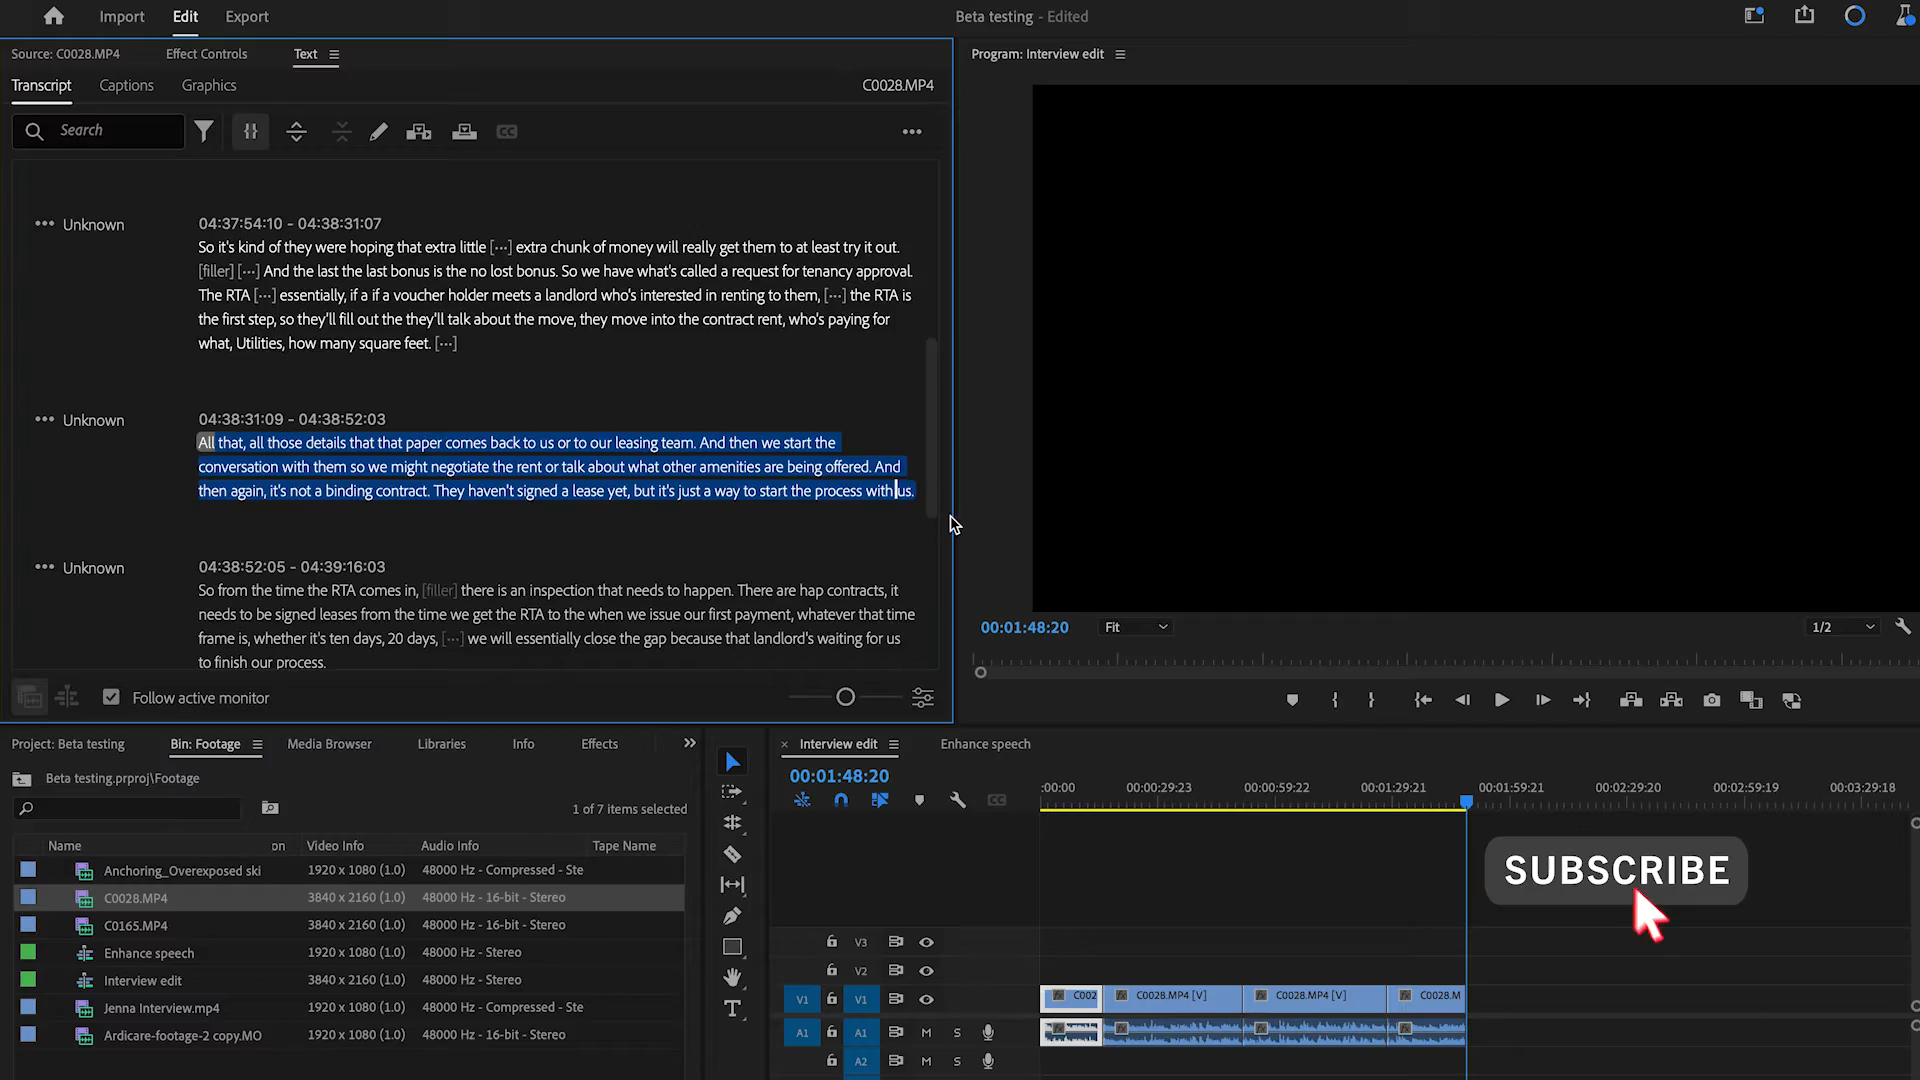 Import Edit Export
Beta testing - Edited
Source: C0028.MP4 Effect Controls Text
Program: Interview edit
Transcript Captions Graphics C0028.MP4
Search
Unknown 04:37:54:10 - 04:38:31:07
So it's kind of they were hoping that extra little [...] extra chunk of money will really get them to at least try it out.
[filler] [...] And the last the last bonus is the no lost bonus. So we have what's called a request for tenancy approval.
The RTA [...] essentially, if a if a voucher holder meets a landlord who's interested in renting to them, [...] the RTA is
the first step, so they'll fill out the they'll talk about the move, they move into the contract rent, who's paying for
what, Utilities, how many square feet. [...]
Unknown 04:38:31:09 - 04:38:52:03
All that, all those details that that paper comes back to us or to our leasing team. And then we start the
conversation with them so we might negotiate the rent or talk about what other amenities are being offered. And
then again, it's not a binding contract. They haven't signed a lease yet, but it's just a way to start the process with us.
Unknown 04:38:52:05 - 04:39:16:03
So from the time the RTA comes in, [filler] there is an inspection that needs to happen. There are hap contracts, it
needs to be signed leases from the time we get the RTA to the when we issue our first payment, whatever that time
frame is, whether it's ten days, 20 days, [...] we will essentially close the gap because that landlord's waiting for us
to finish our process.
Follow active monitor
00:01:48:20 Fit 1/2
Project: Beta testing Bin: Footage Media Browser Libraries Info Effects
Beta testing.prproj\Footage
1 of 7 items selected
Name on Video Info Audio Info Tape Name
Anchoring_Overexposed ski 1920 x 1080 (1.0) 48000 Hz - Compressed - Ste
C0028.MP4 3840 x 2160 (1.0) 48000 Hz - 16-bit - Stereo
C0165.MP4 3840 x 2160 (1.0) 48000 Hz - 16-bit - Stereo
Enhance speech 1920 x 1080 (1.0) 48000 Hz - Stereo
Interview edit 3840 x 2160 (1.0) 48000 Hz - Stereo
Jenna Interview.mp4 1920 x 1080 (1.0) 48000 Hz - Compressed - Ste
Ardicare-footage-2 copy.MO 1920 x 1080 (1.0) 48000 Hz - 16-bit - Stereo
Interview edit Enhance speech
00:01:48:20
:00:00 00:00:29:23 00:00:59:22 00:01:29:21 00:01:59:21 00:02:29:20 00:02:59:19 00:03:29:18
SUBSCRIBE
V3
V2
V1 V1 fx C002 fx C0028.MP4 [V] fx C0028.MP4 [V] fx C0028.M
A1 A1 M S fx fx fx fx
A2 M S